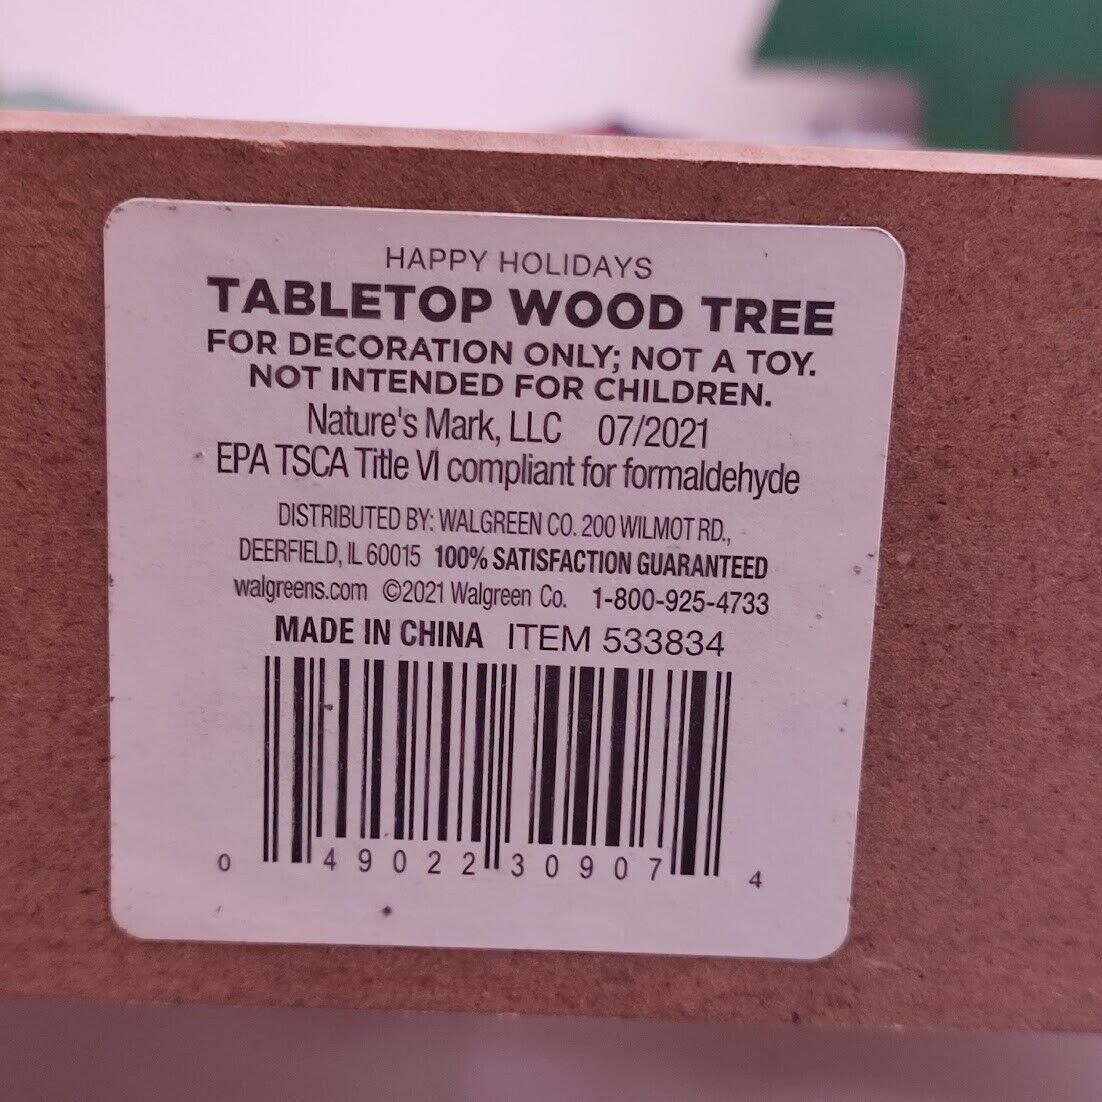 HAPPY HOLIDAYS
TABLETOP WOOD TREE
FOR DECORATION ONLY; NOT A TOY.
NOT INTENDED FOR CHILDREN.
Nature's Mark, LLC 07/2021
EPA TSCA Title VI compliant for formaldehyde
DISTRIBUTED BY: WALGREEN CO. 200 WILMOT RD.,
DEERFIELD, IL 60015 100% SATISFACTION GUARANTEED
walgreens.com ©2021 Walgreen Co. 1-800-925-4733
MADE IN CHINA ITEM 533834
0 49022 30907 4